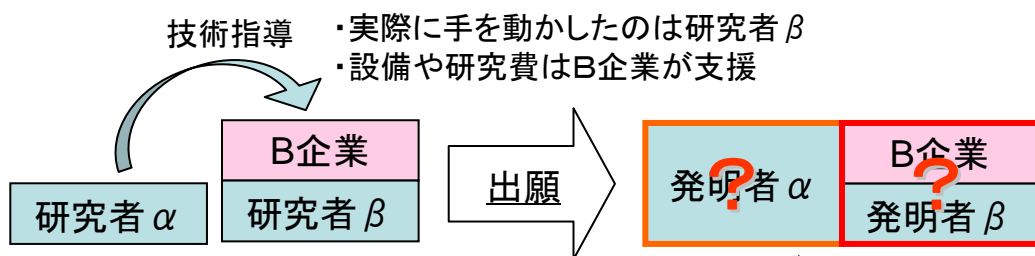 技術指導
・実際に手を動かしたのは研究者β
・設備や研究費はB企業が支援
研究者α
B企業
研究者β
出願
発明者α
?
B企業
発明者β
?